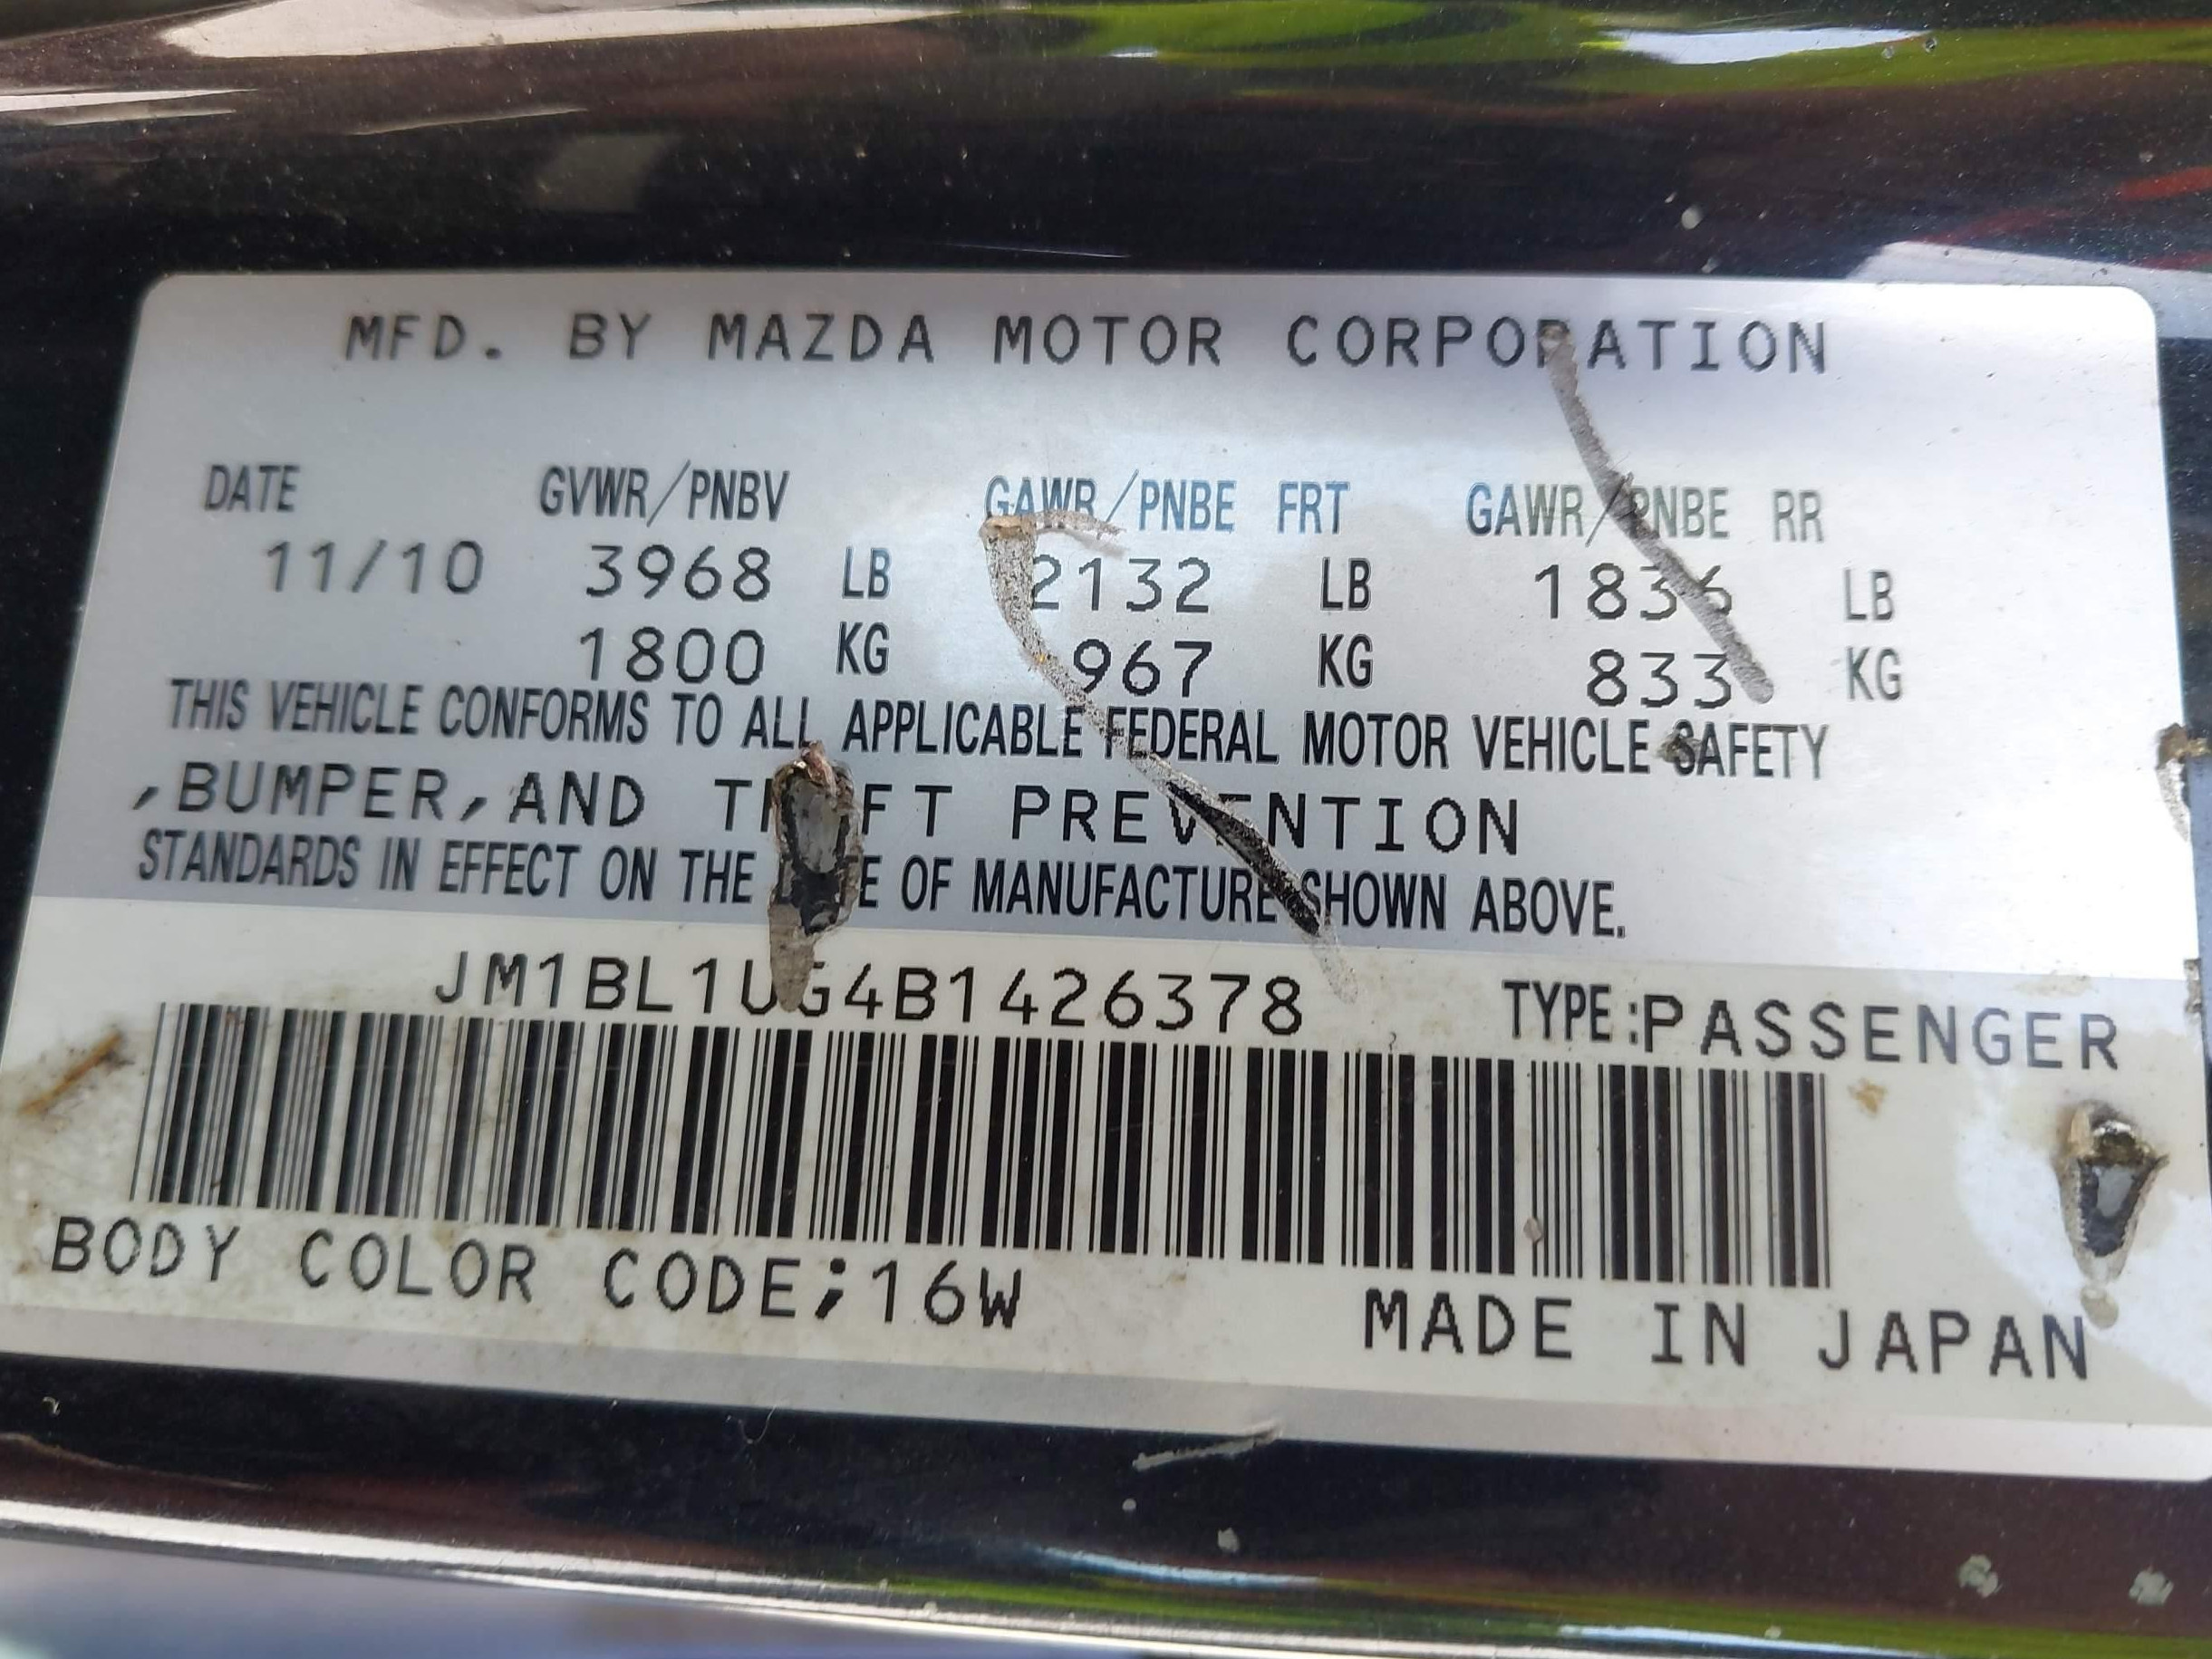 MFD. BY MAZDA MOTOR CORPORATION
DATE GVWR/PNBV GAWR/PNBE FRT GAWR/PNBE RR
11/10 3968 LB 2132 LB 1836 LB
1800 KG 967 KG 833 KG
THIS VEHICLE CONFORMS TO ALL APPLICABLE FEDERAL MOTOR VEHICLE SAFETY
,BUMPER,AND THEFT PREVENTION
STANDARDS IN EFFECT ON THE DATE OF MANUFACTURE SHOWN ABOVE.
JM1BL1UG4B1426378 TYPE:PASSENGER
BODY COLOR CODE;16W MADE IN JAPAN